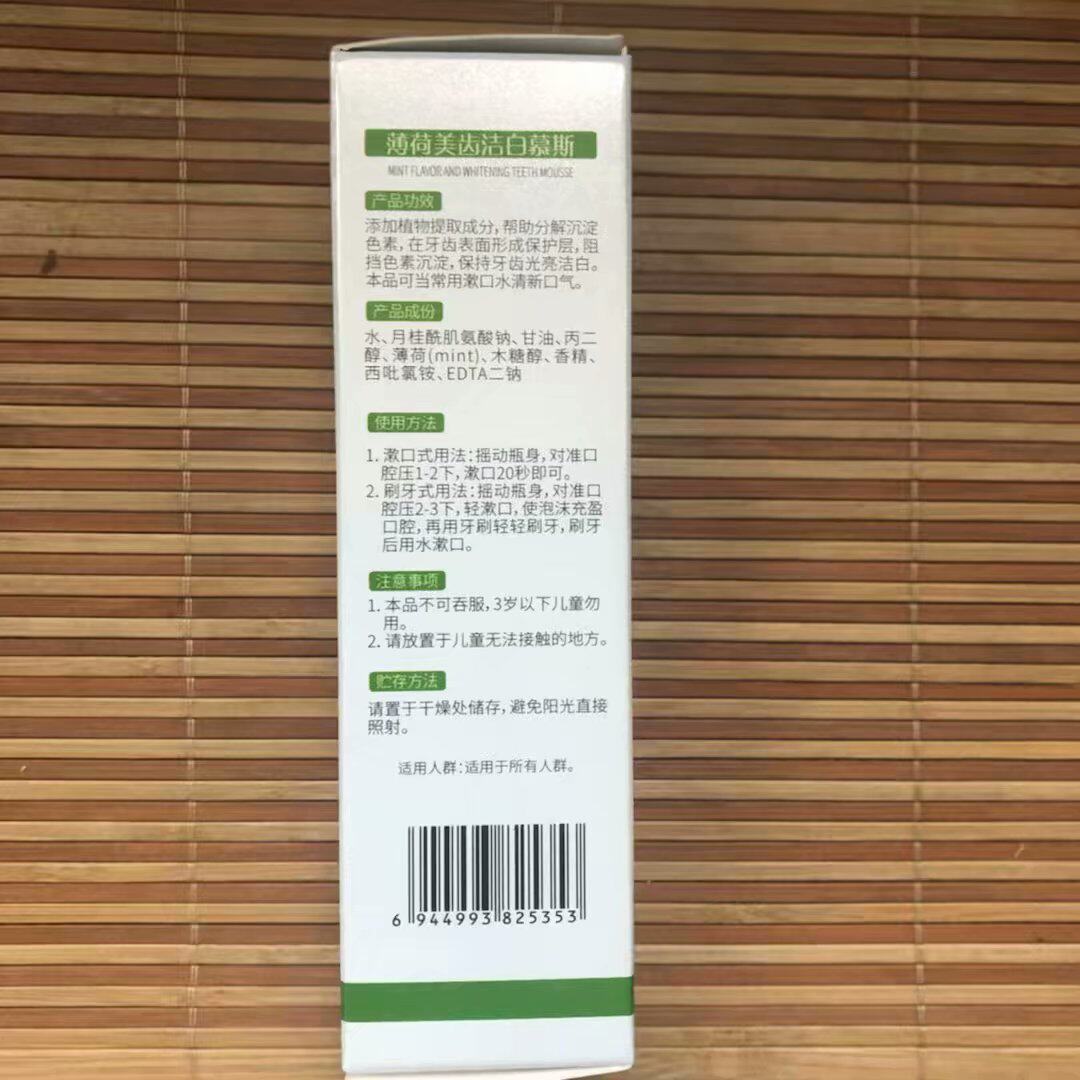 薄荷美齿洁白慕斯
MINT FLAVOR AND WHITENING TEETH MOUSSE
产品功效
添加植物提取成分,帮助分解沉淀
色素,在牙齿表面形成保护层,阻
挡色素沉淀,保持牙齿光亮洁白。
本品可当常用漱口水清新口气。
产品成份
水、月桂酰肌氨酸钠、甘油、丙二
醇、薄荷(mint)、木糖醇、香精、
西吡氯铵、EDTA二钠
使用方法
1. 漱口式用法:摇动瓶身,对准口
腔压1-2下,漱口20秒即可。
2. 刷牙式用法:摇动瓶身,对准口
腔压2-3下,轻漱口,使泡沫充盈
口腔,再用牙刷轻轻刷牙,刷牙
后用水漱口。
注意事项
1. 本品不可吞服,3岁以下儿童勿
用。
2. 请放置于儿童无法接触的地方。
贮存方法
请置于干燥处储存,避免阳光直接
照射。
适用人群:适用于所有人群。
6 944993 825353